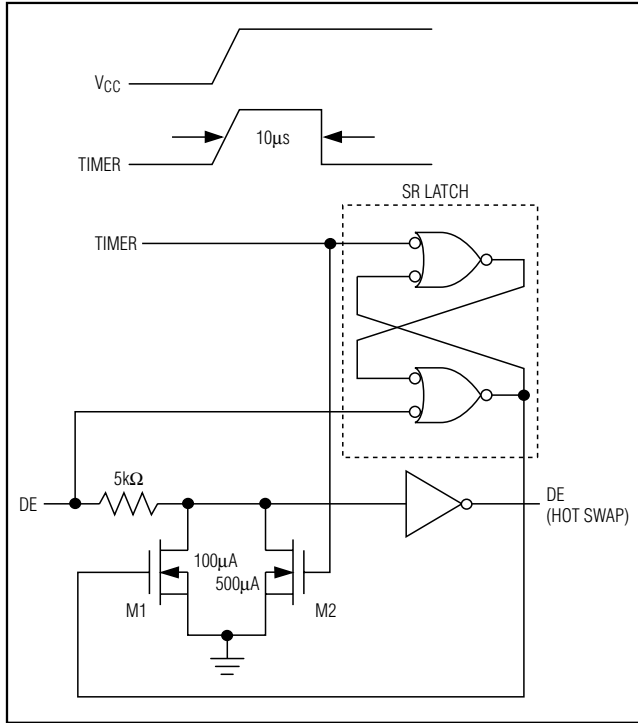 VCC
10µs
TIMER
SR LATCH
TIMER
5kΩ
DE
DE
(HOT SWAP)
100µA
500µA
M1
M2